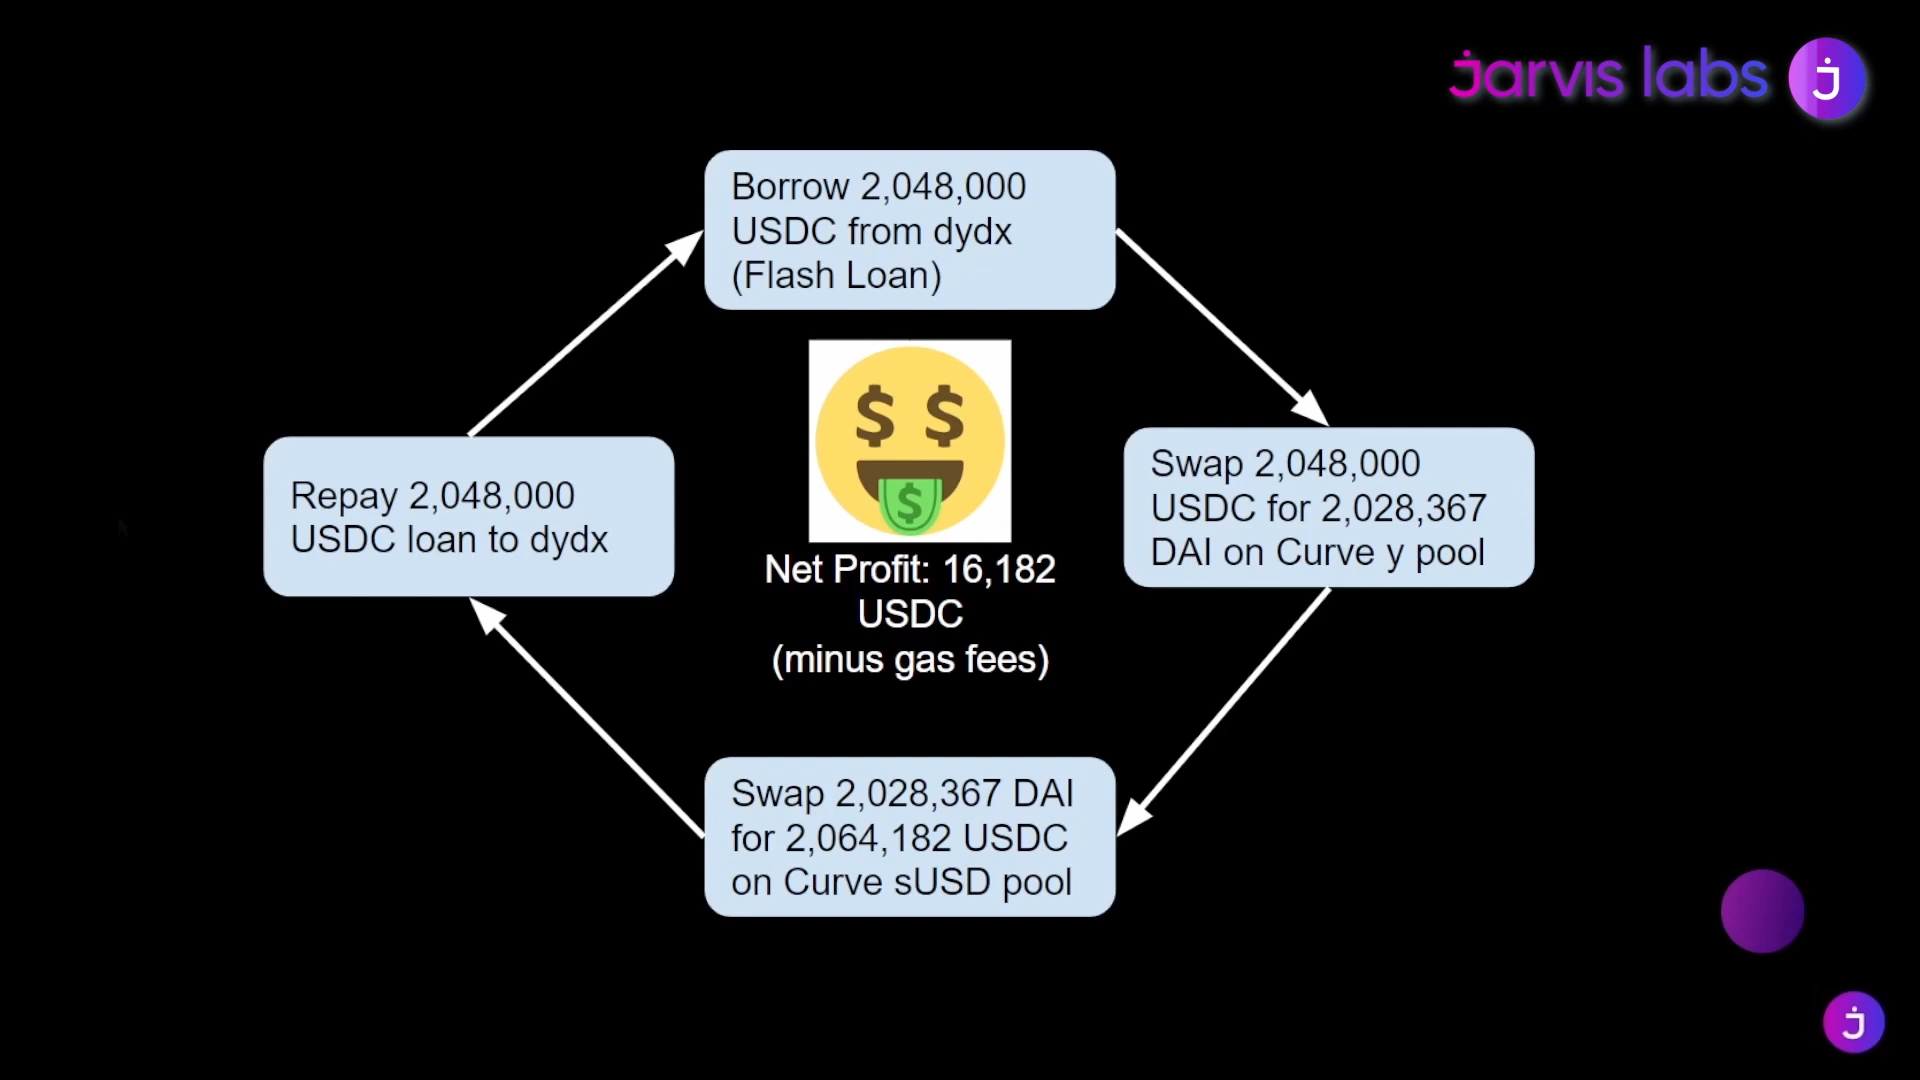 jarvis labs J
Borrow 2,048,000
USDC from dydx
(Flash Loan)
$ $
$
Swap 2,048,000
USDC for 2,028,367
DAI on Curve y pool
Repay 2,048,000
USDC loan to dydx
Net Profit: 16,182
USDC
(minus gas fees)
Swap 2,028,367 DAI
for 2,064,182 USDC
on Curve sUSD pool
J